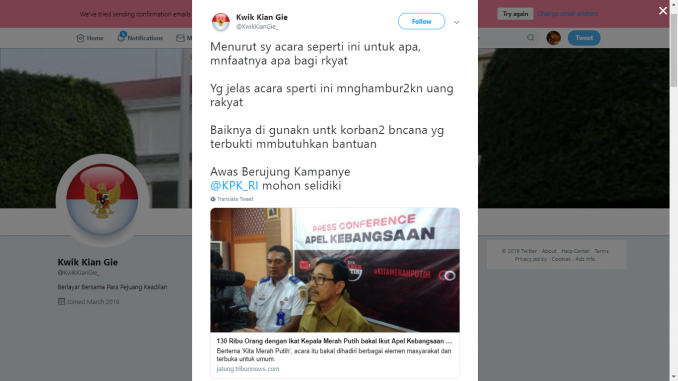 We've tried sending confirmation emails
Try again
Change email address
Home
Notifications
Tweet
Kwik Kian Gie
@KwikKianGie_
Follow
Menurut sy acara seperti ini untuk apa,
mnfaatnya apa bagi rkyat
Yg jelas acara sperti ini mnghambur2kn uang
rakyat
Baiknya di gunakn untk korban2 bncana yg
terbukti mmbutuhkan bantuan
Awas Berujung Kampanye
@KPK_RI mohon selidiki
Translate Tweet
PRESS CONFERENCE
APEL KEBANGSAAN
#KITAMERAHPUTIH
130 Ribu Orang dengan Ikat Kepala Merah Putih bakal Ikut Apel Kebangsaan ...
Bertema 'Kita Merah Putih', acara itu bakal dihadiri berbagai elemen masyarakat dan
terbuka untuk umum.
jateng.tribunnews.com
Kwik Kian Gie
@KwikKianGie_
Berlayar Bersama Para Pejuang Keadilan
Joined March 2019
© 2019 Twitter About Help Center Terms
Privacy policy Cookies Ads info